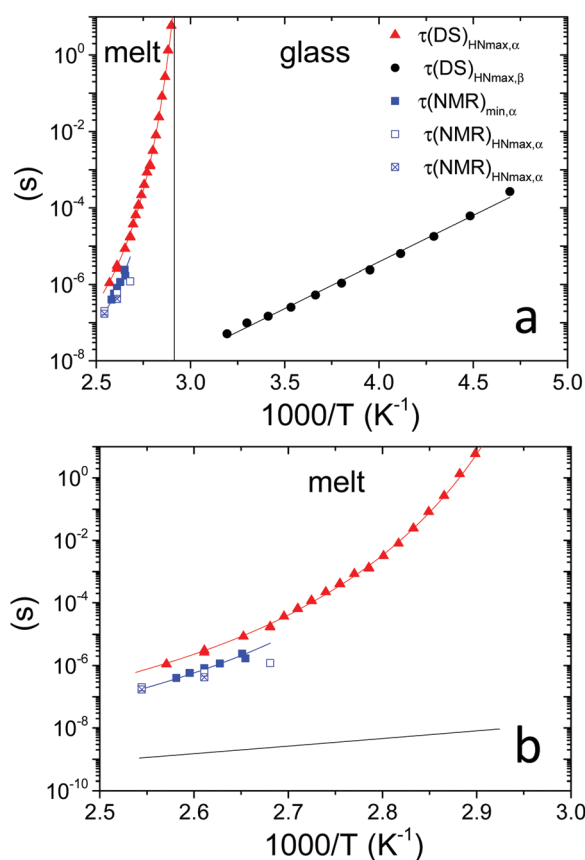 melt
glass
τ(DS)HNmax,α
τ(DS)HNmax,β
τ(NMR)min,α
τ(NMR)HNmax,α
τ(NMR)HNmax,α
(s)
10^0
10^-2
10^-4
10^-6
10^-8
a
2.5 3.0 3.5 4.0 4.5 5.0
1000/T (K^-1)
melt
(s)
10^0
10^-2
10^-4
10^-6
10^-8
10^-10
b
2.5 2.6 2.7 2.8 2.9 3.0
1000/T (K^-1)